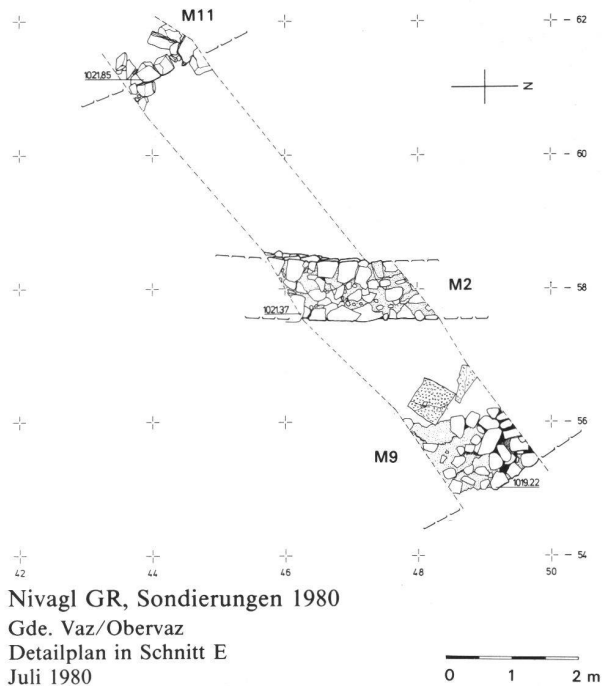 M11
62
1021.85
N
60
M2
58
1021.37
56
M9
1019.22
54
42 44 46 48 50
Nivagl GR, Sondierungen 1980
Gde. Vaz/Obervaz
Detailplan in Schnitt E
Juli 1980
0 1 2 m